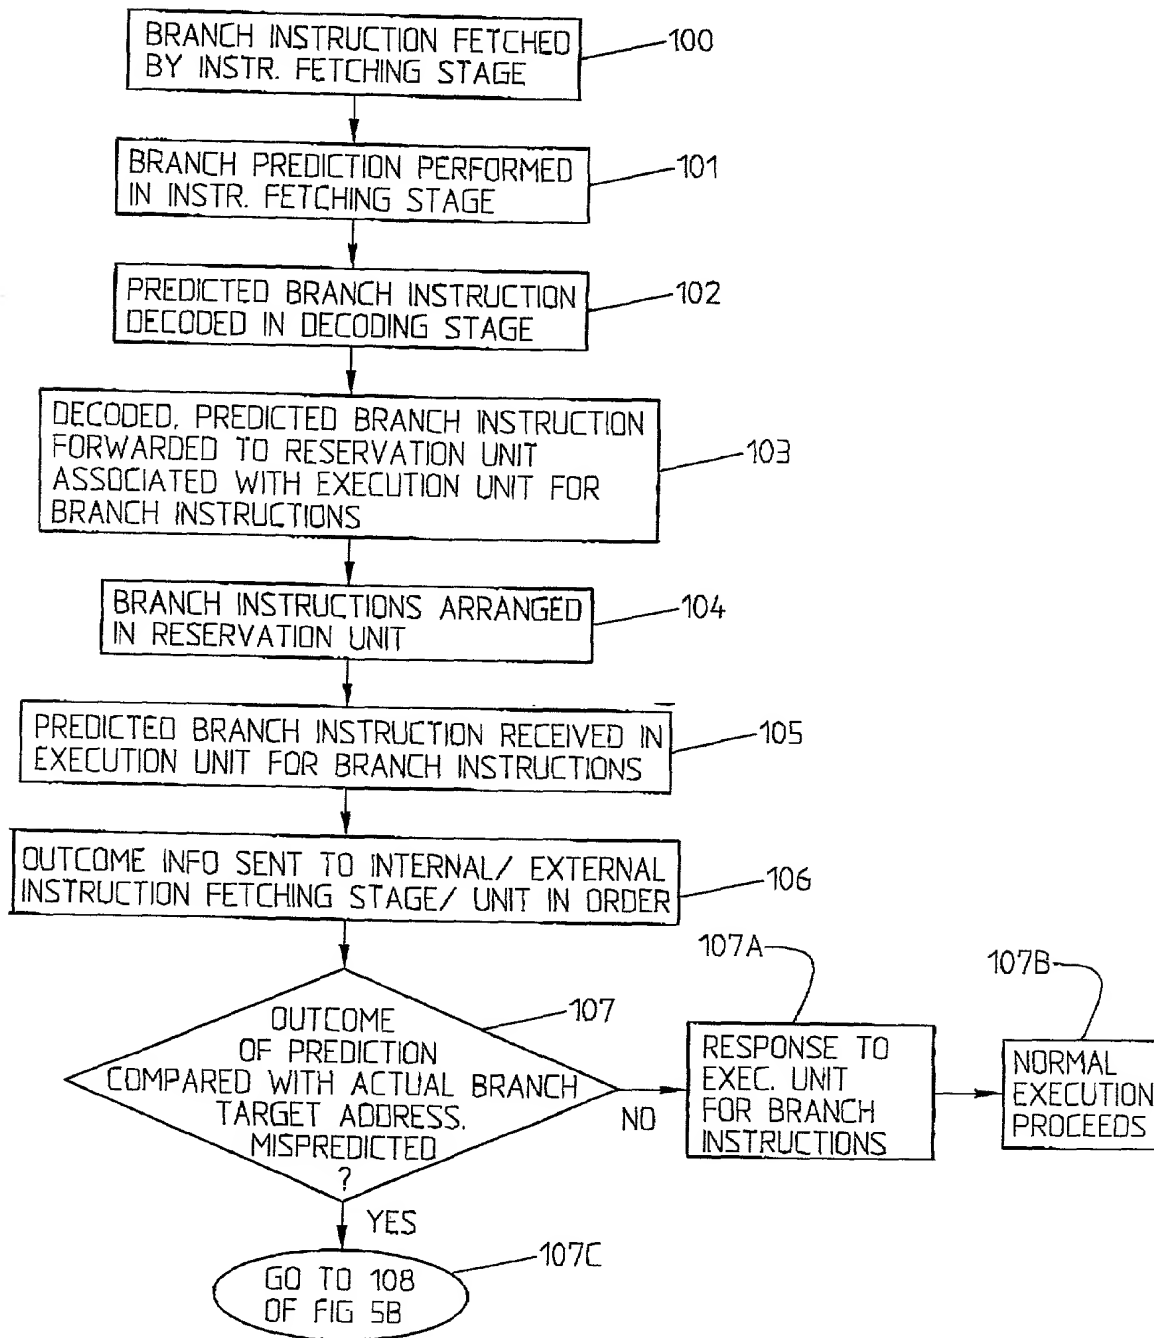 BRANCH INSTRUCTION FETCHED
BY INSTR. FETCHING STAGE
100
BRANCH PREDICTION PERFORMED
IN INSTR. FETCHING STAGE
101
PREDICTED BRANCH INSTRUCTION
DECODED IN DECODING STAGE
102
DECODED, PREDICTED BRANCH INSTRUCTION
FORWARDED TO RESERVATION UNIT
ASSOCIATED WITH EXECUTION UNIT FOR
BRANCH INSTRUCTIONS
103
BRANCH INSTRUCTIONS ARRANGED
IN RESERVATION UNIT
104
PREDICTED BRANCH INSTRUCTION RECEIVED IN
EXECUTION UNIT FOR BRANCH INSTRUCTIONS
105
OUTCOME INFO SENT TO INTERNAL/ EXTERNAL
INSTRUCTION FETCHING STAGE/ UNIT IN ORDER
106
OUTCOME
OF PREDICTION
COMPARED WITH ACTUAL BRANCH
TARGET ADDRESS.
MISPREDICTED
?
107
NO
107A
RESPONSE TO
EXEC. UNIT
FOR BRANCH
INSTRUCTIONS
107B
NORMAL
EXECUTION
PROCEEDS
YES
107C
GO TO 108
OF FIG 5B